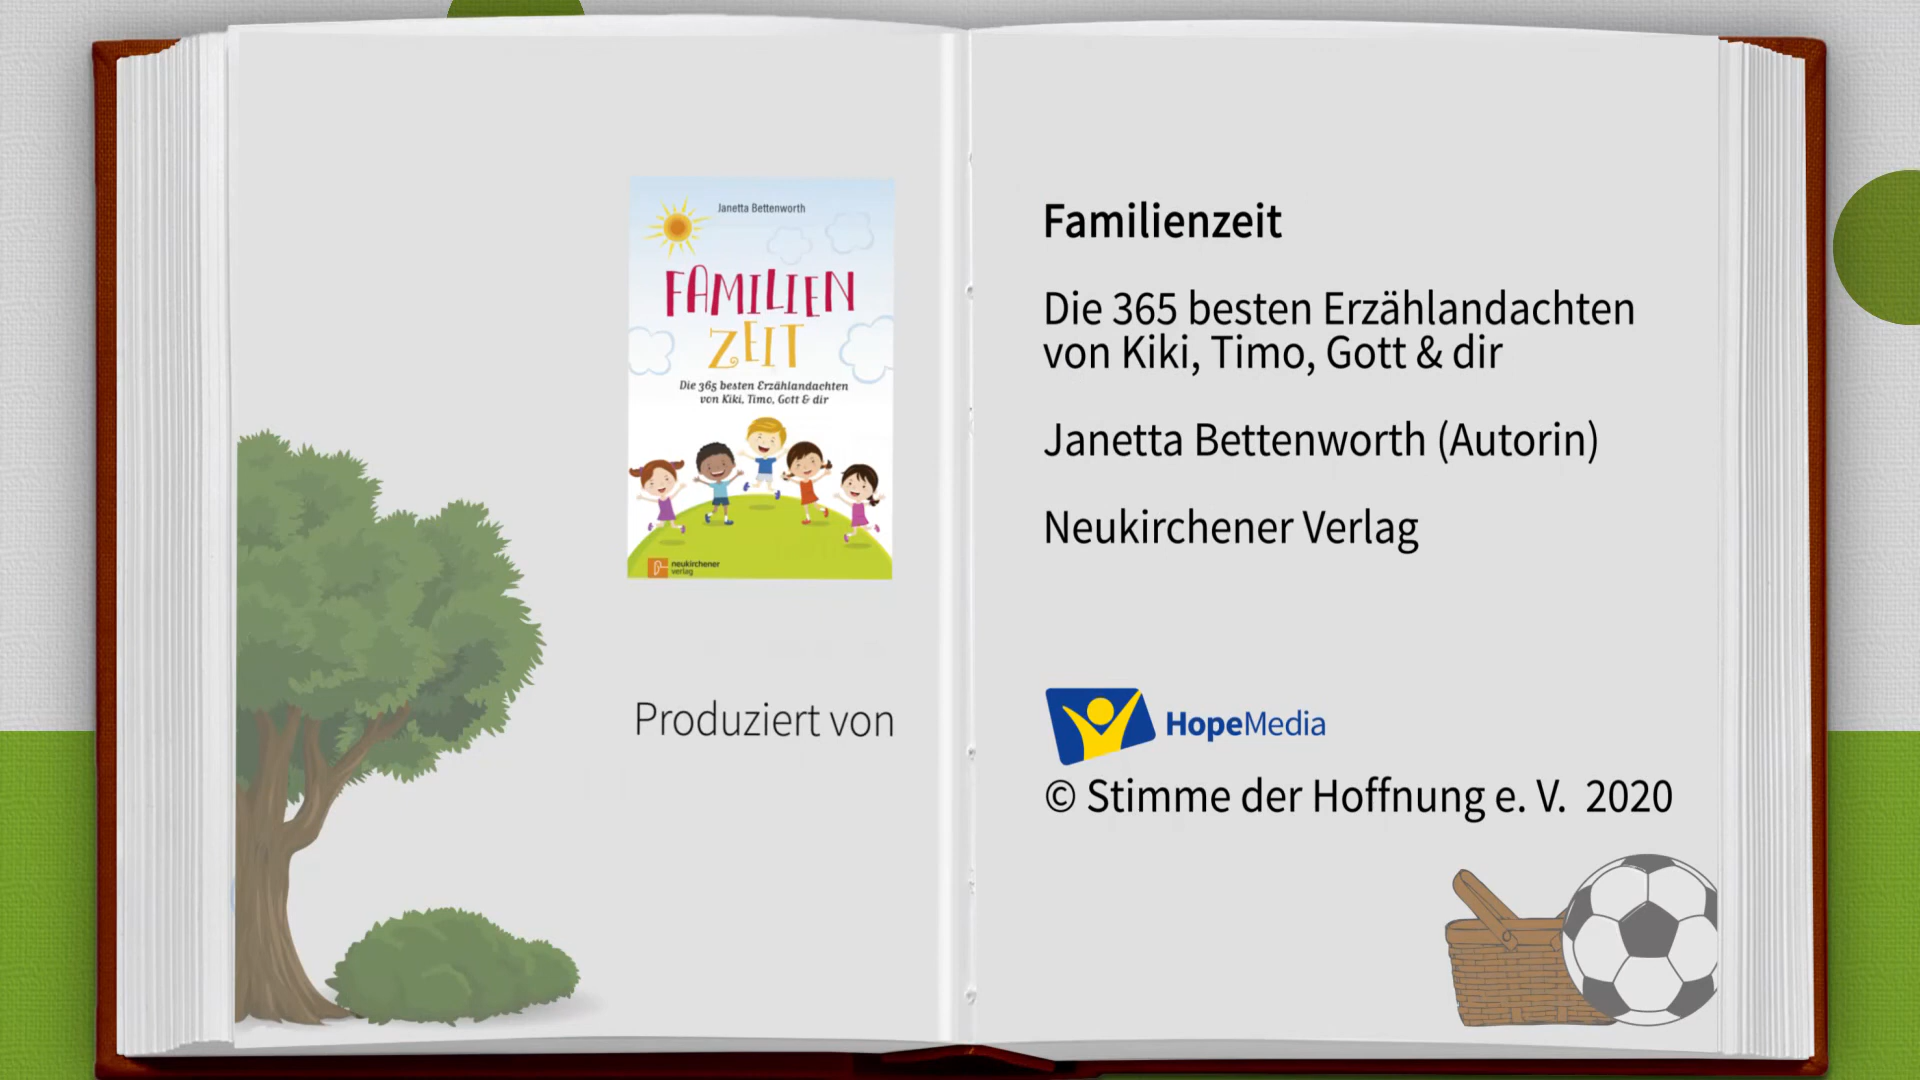 Janetta Bettenworth
FAMILIEN
ZEIT
Die 365 besten Erzählandachten
von Kiki, Timo, Gott & dir
neukirchener
verlag
Produziert von
Familienzeit
Die 365 besten Erzählandachten
von Kiki, Timo, Gott & dir
Janetta Bettenworth (Autorin)
Neukirchener Verlag
HopeMedia
© Stimme der Hoffnung e. V. 2020